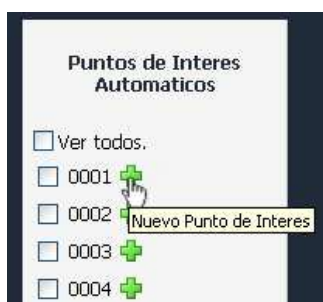 Puntos de Interes
Automaticos
Ver todos.
0001
Nuevo Punto de Interes
0002
0003
0004